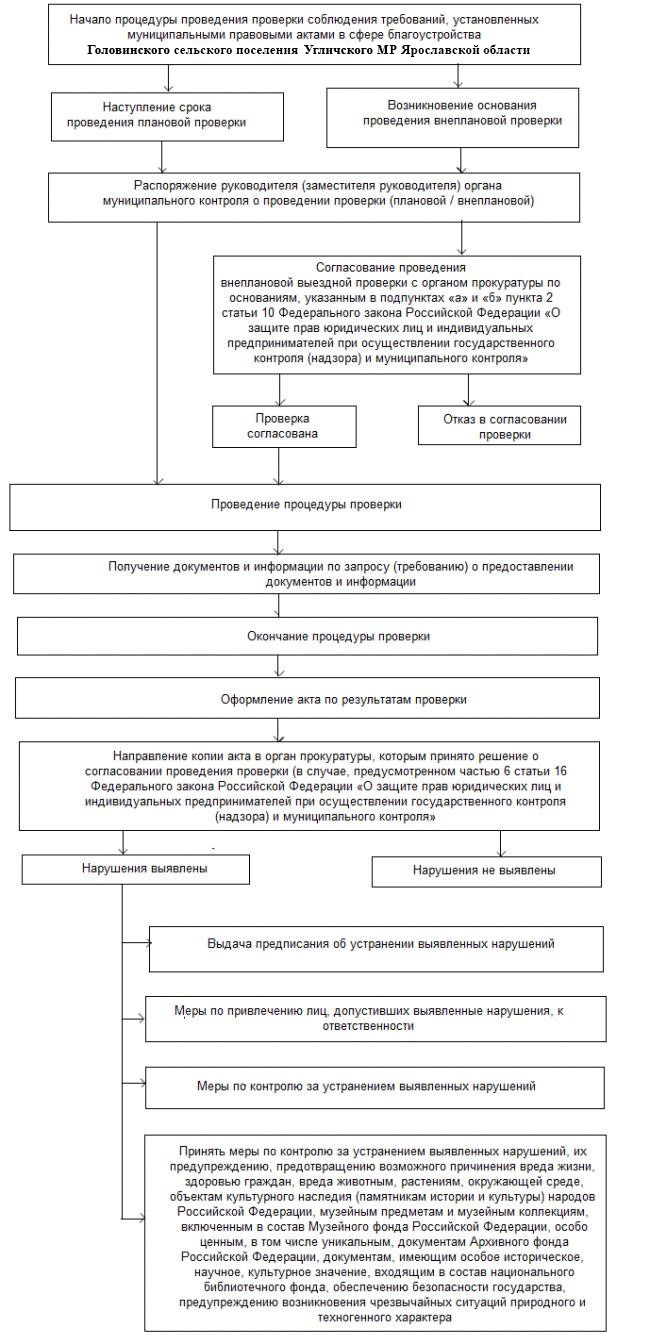 Начало процедуры проведения проверки соблюдения требований, установленных
муниципальными правовыми актами в сфере благоустройства
Головинского сельского поселения Угличского МР Ярославской области
Наступление срока
проведения плановой проверки
Возникновение основания
проведения внеплановой проверки
Распоряжение руководителя (заместителя руководителя) органа
муниципального контроля о проведении проверки (плановой / внеплановой)
Согласование проведения
внеплановой выездной проверки с органом прокуратуры по
основаниям, указанным в подпунктах «а» и «б» пункта 2
статьи 10 Федерального закона Российской Федерации «О
защите прав юридических лиц и индивидуальных
предпринимателей при осуществлении государственного
контроля (надзора) и муниципального контроля»
Проверка
согласована
Отказ в согласовании
проверки
Проведение процедуры проверки
Получение документов и информации по запросу (требованию) о предоставлении
документов и информации
Окончание процедуры проверки
Оформление акта по результатам проверки
Направление копии акта в орган прокуратуры, которым принято решение о
согласовании проведения проверки (в случае, предусмотренном частью 6 статьи 16
Федерального закона Российской Федерации «О защите прав юридических лиц и
индивидуальных предпринимателей при осуществлении государственного контроля
(надзора) и муниципального контроля»
Нарушения выявлены
Нарушения не выявлены
Выдача предписания об устранении выявленных нарушений
Меры по привлечению лиц, допустивших выявленные нарушения, к
ответственности
Меры по контролю за устранением выявленных нарушений
Принять меры по контролю за устранением выявленных нарушений, их
предупреждению, предотвращению возможного причинения вреда жизни,
здоровью граждан, вреда животным, растениям, окружающей среде,
объектам культурного наследия (памятникам истории и культуры) народов
Российской Федерации, музейным предметам и музейным коллекциям,
включенным в состав Музейного фонда Российской Федерации, особо
ценным, в том числе уникальным, документам Архивного фонда
Российской Федерации, документам, имеющим особое историческое,
научное, культурное значение, входящим в состав национального
библиотечного фонда, обеспечению безопасности государства,
предупреждению возникновения чрезвычайных ситуаций природного и
техногенного характера